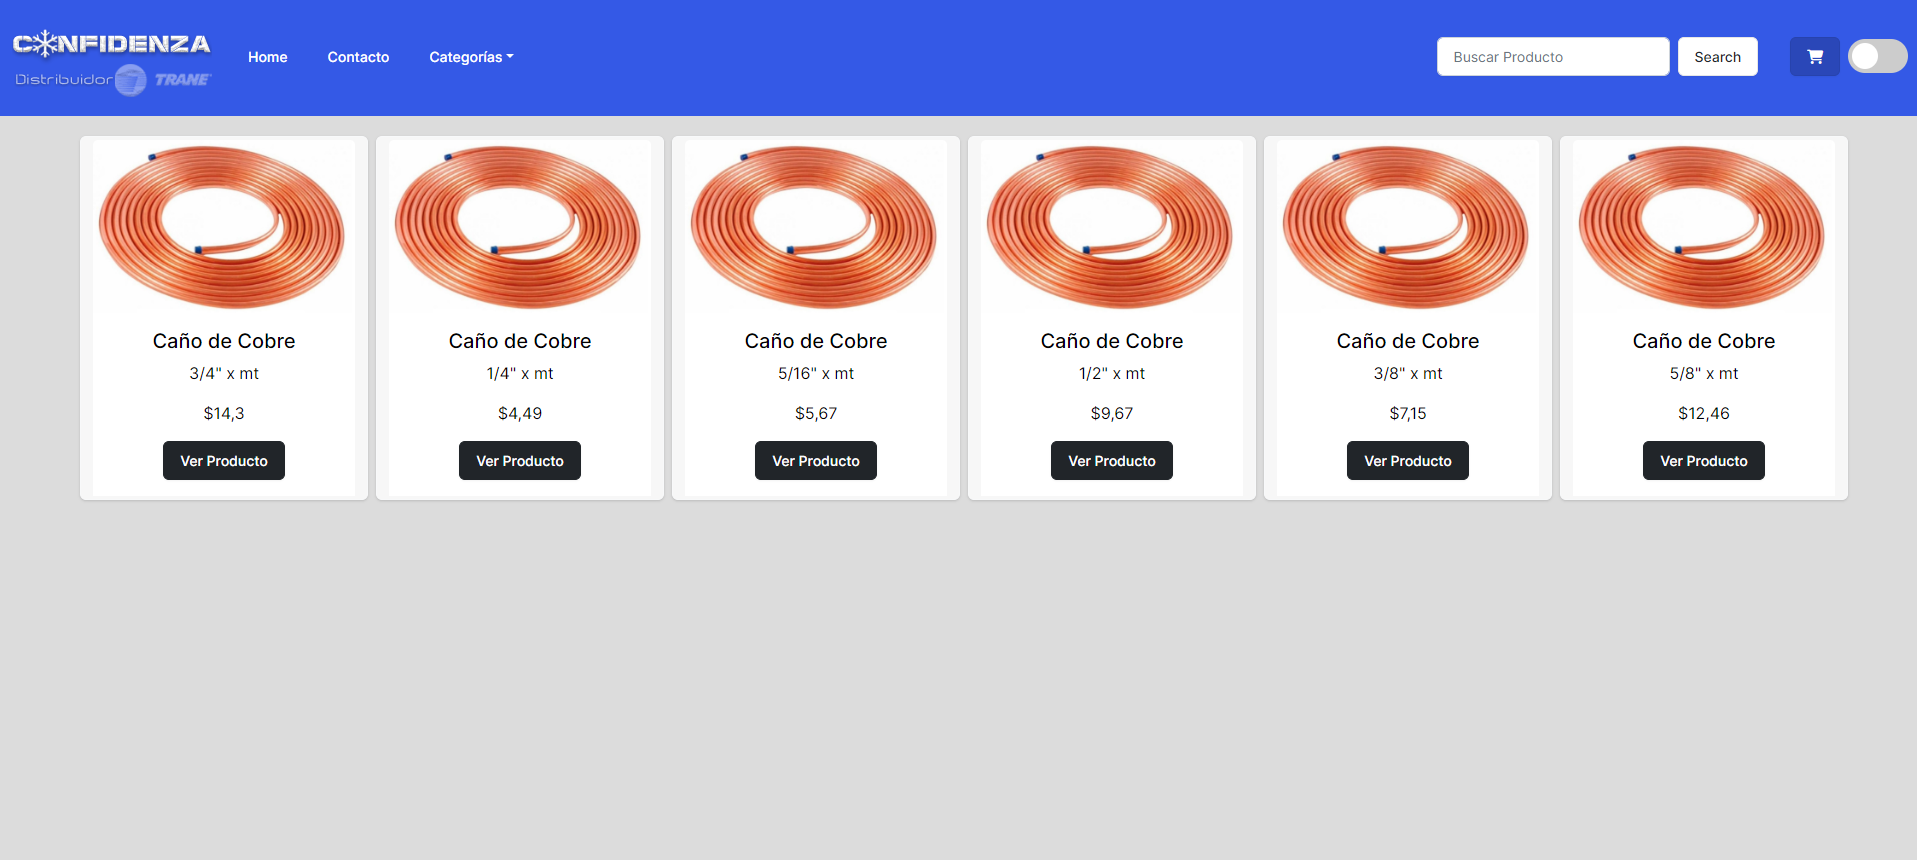 CONFIDENZA
Distribuidor TRANE
Home Contacto Categorías
Buscar Producto Search
Caño de Cobre
3/4" x mt
$14,3
Ver Producto
Caño de Cobre
1/4" x mt
$4,49
Ver Producto
Caño de Cobre
5/16" x mt
$5,67
Ver Producto
Caño de Cobre
1/2" x mt
$9,67
Ver Producto
Caño de Cobre
3/8" x mt
$7,15
Ver Producto
Caño de Cobre
5/8" x mt
$12,46
Ver Producto